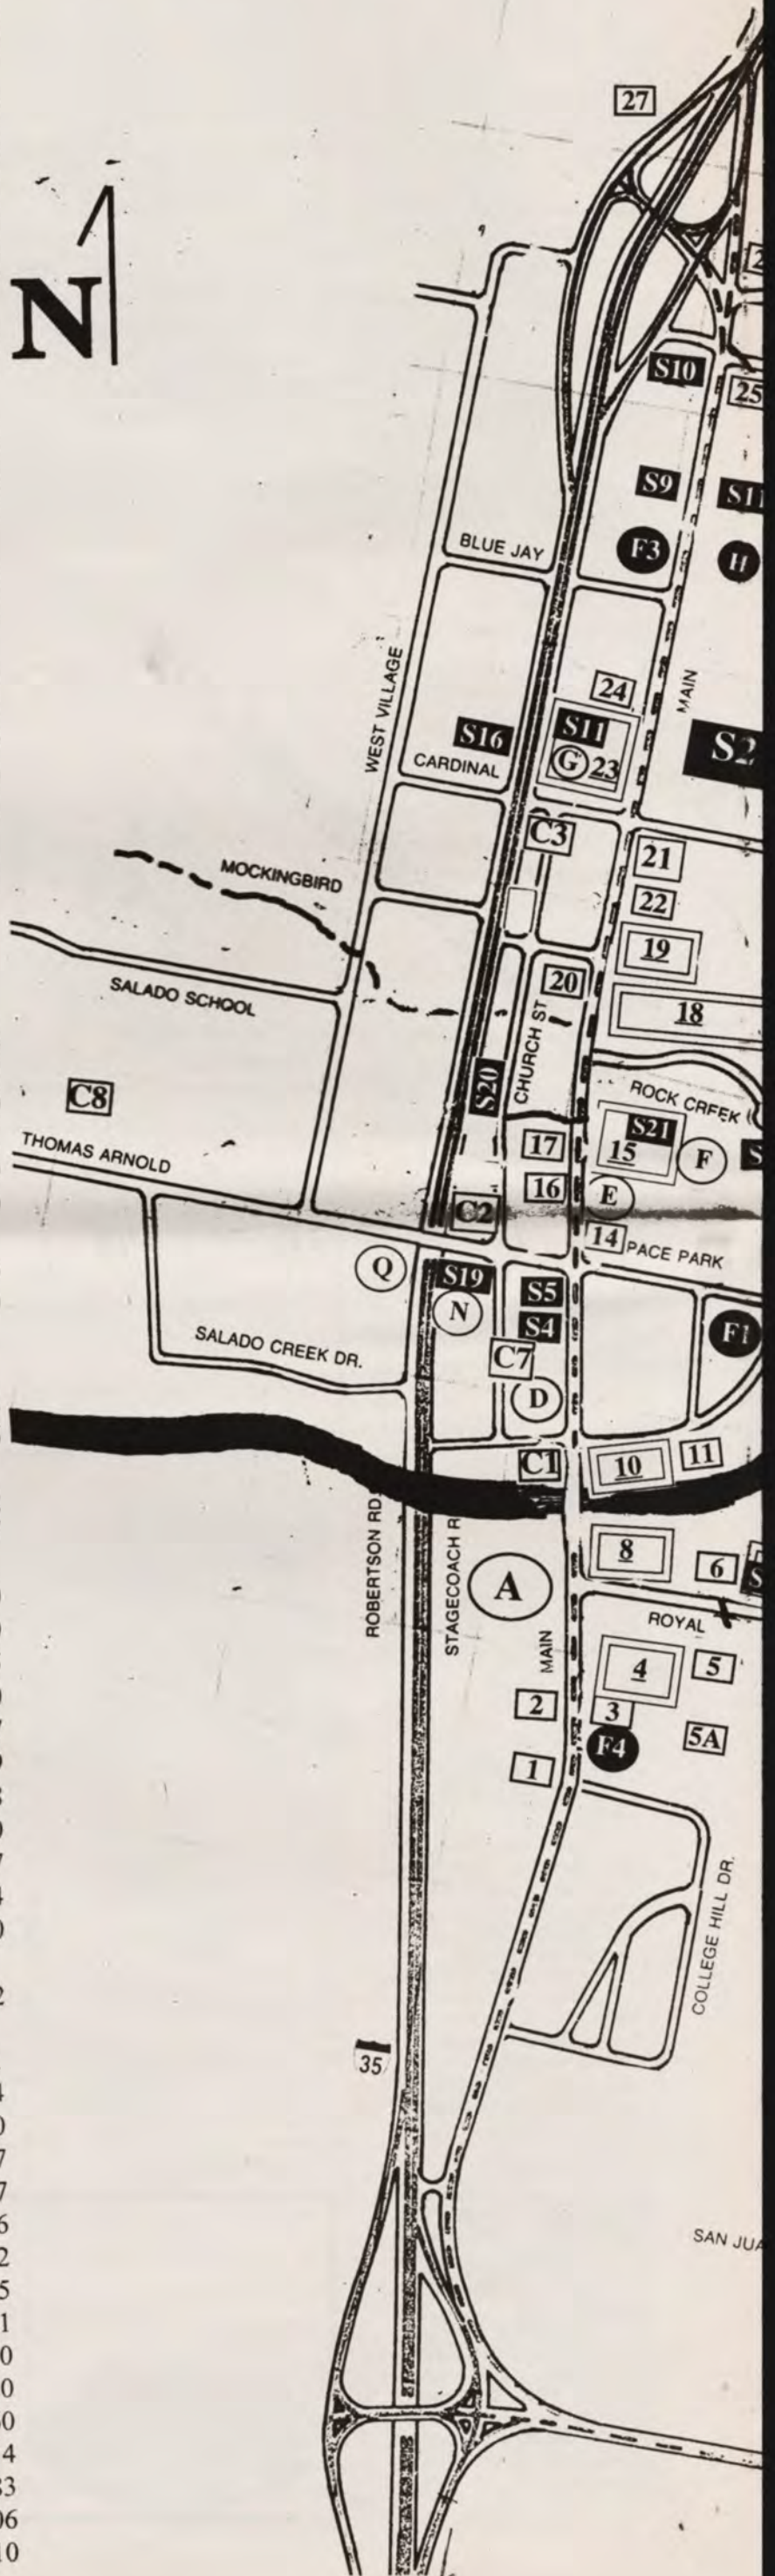 27
N
S10
25
S9
S11
BLUE JAY
F3
H
WEST VILLAGE
24
MAIN
S16
S11
S2
CARDINAL
G
23
C3
21
MOCKINGBIRD
22
19
20
SALADO SCHOOL
18
CHURCH ST
S20
C8
ROCK CREEK
S21
17
15
F
THOMAS ARNOLD
16
E
C2
14
PACE PARK
Q
S19
S5
N
S4
F1
SALADO CREEK DR.
C7
D
C1
10
11
ROBERTSON RD.
STAGECOACH R
8
A
6
ROYAL
MAIN
4
5
2
3
5A
F4
1
COLLEGE HILL DR.
35
SAN JUA